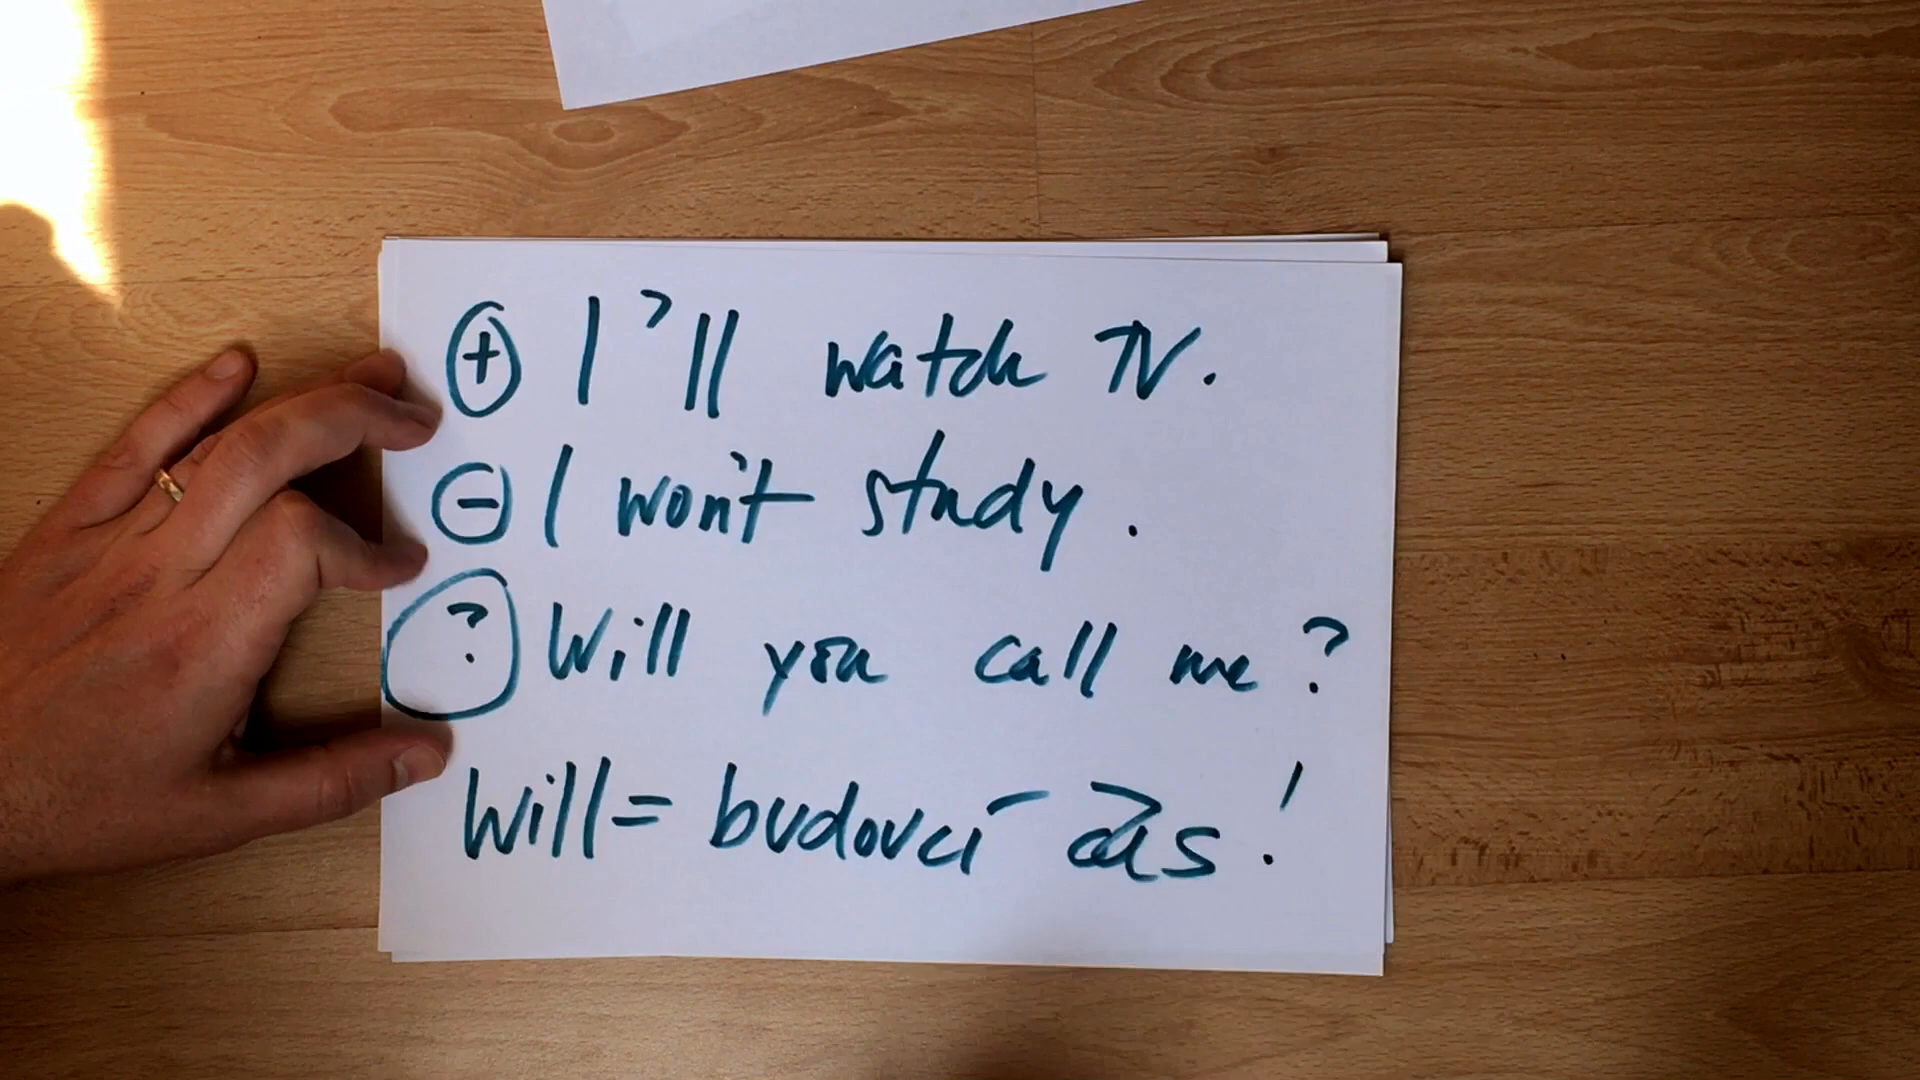 ⊕ I'll watch TV.
⊖ I won't study.
? Will you call me?
Will = budoucí čas!